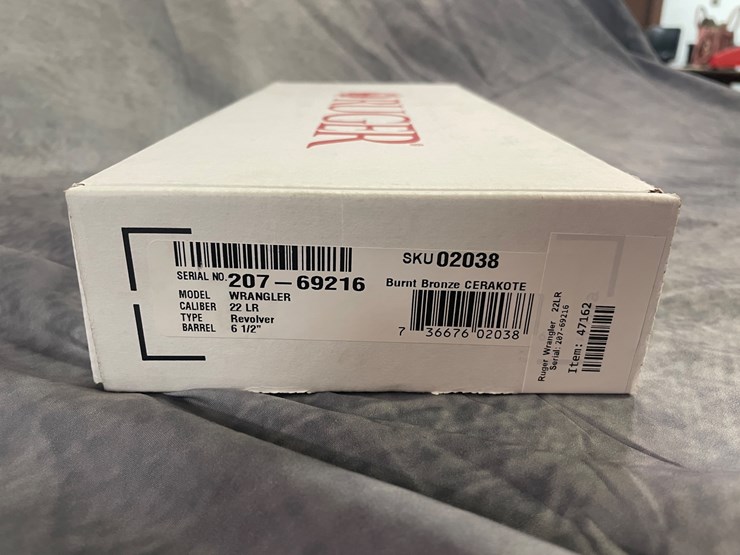 RUGER
SERIAL NO. 207-69216
MODEL WRANGLER
CALIBER 22 LR
TYPE Revolver
BARREL 6 1/2"
SKU 02038
Burnt Bronze CERAKOTE
7 36676 02038
Ruger Wrangler 22LR
Serial: 207-69216
Item: 47162